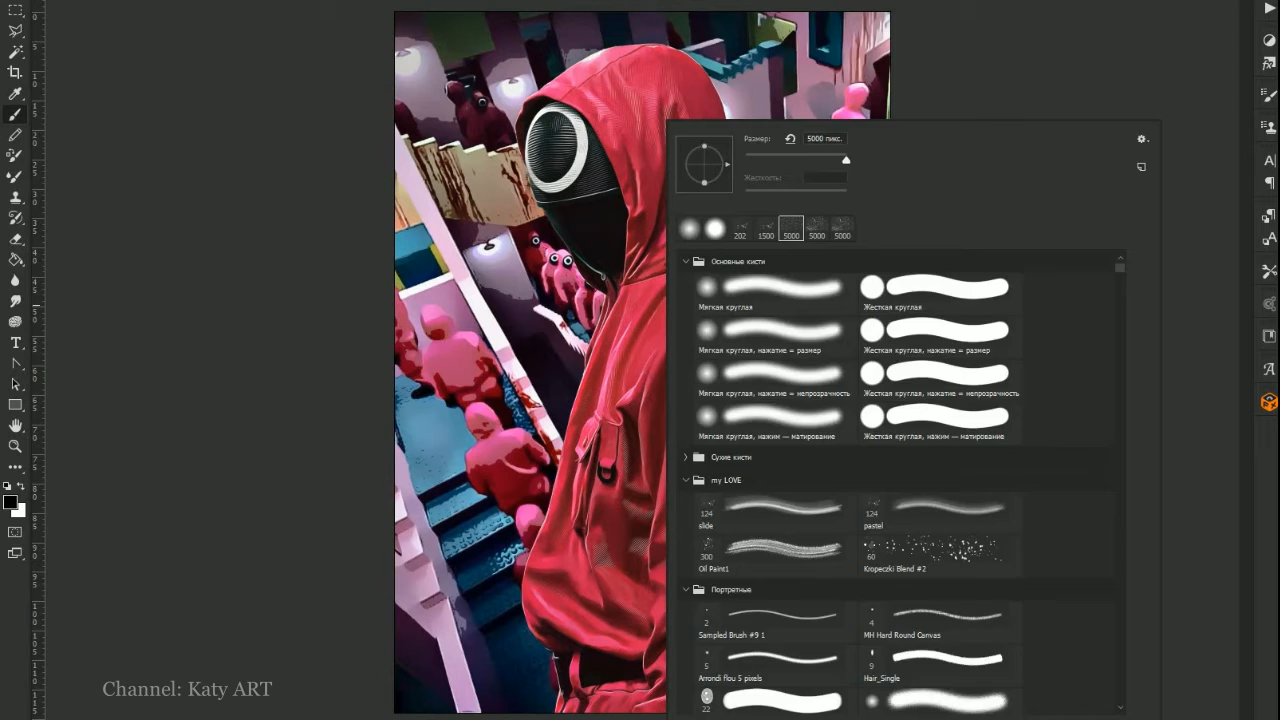 Размер:
5000 пикс.
Жесткость:
202
1500
5000
5000
5000
Основные кисти
Мягкая круглая
Жесткая круглая
Мягкая круглая, нажатие = размер
Жесткая круглая, нажатие = размер
Мягкая круглая, нажатие = непрозрачность
Жесткая круглая, нажатие = непрозрачность
Мягкая круглая, нажим — матирование
Жесткая круглая, нажим — матирование
Сухие кисти
my LOVE
124
slide
124
pastel
300
Oil Paint1
60
Kropeczki Blend #2
Портретные
2
Sampled Brush #9 1
4
MH Hard Round Canvas
5
Arrondi flou 5 pixels
9
Hair_Single
22
Channel: Katy ART